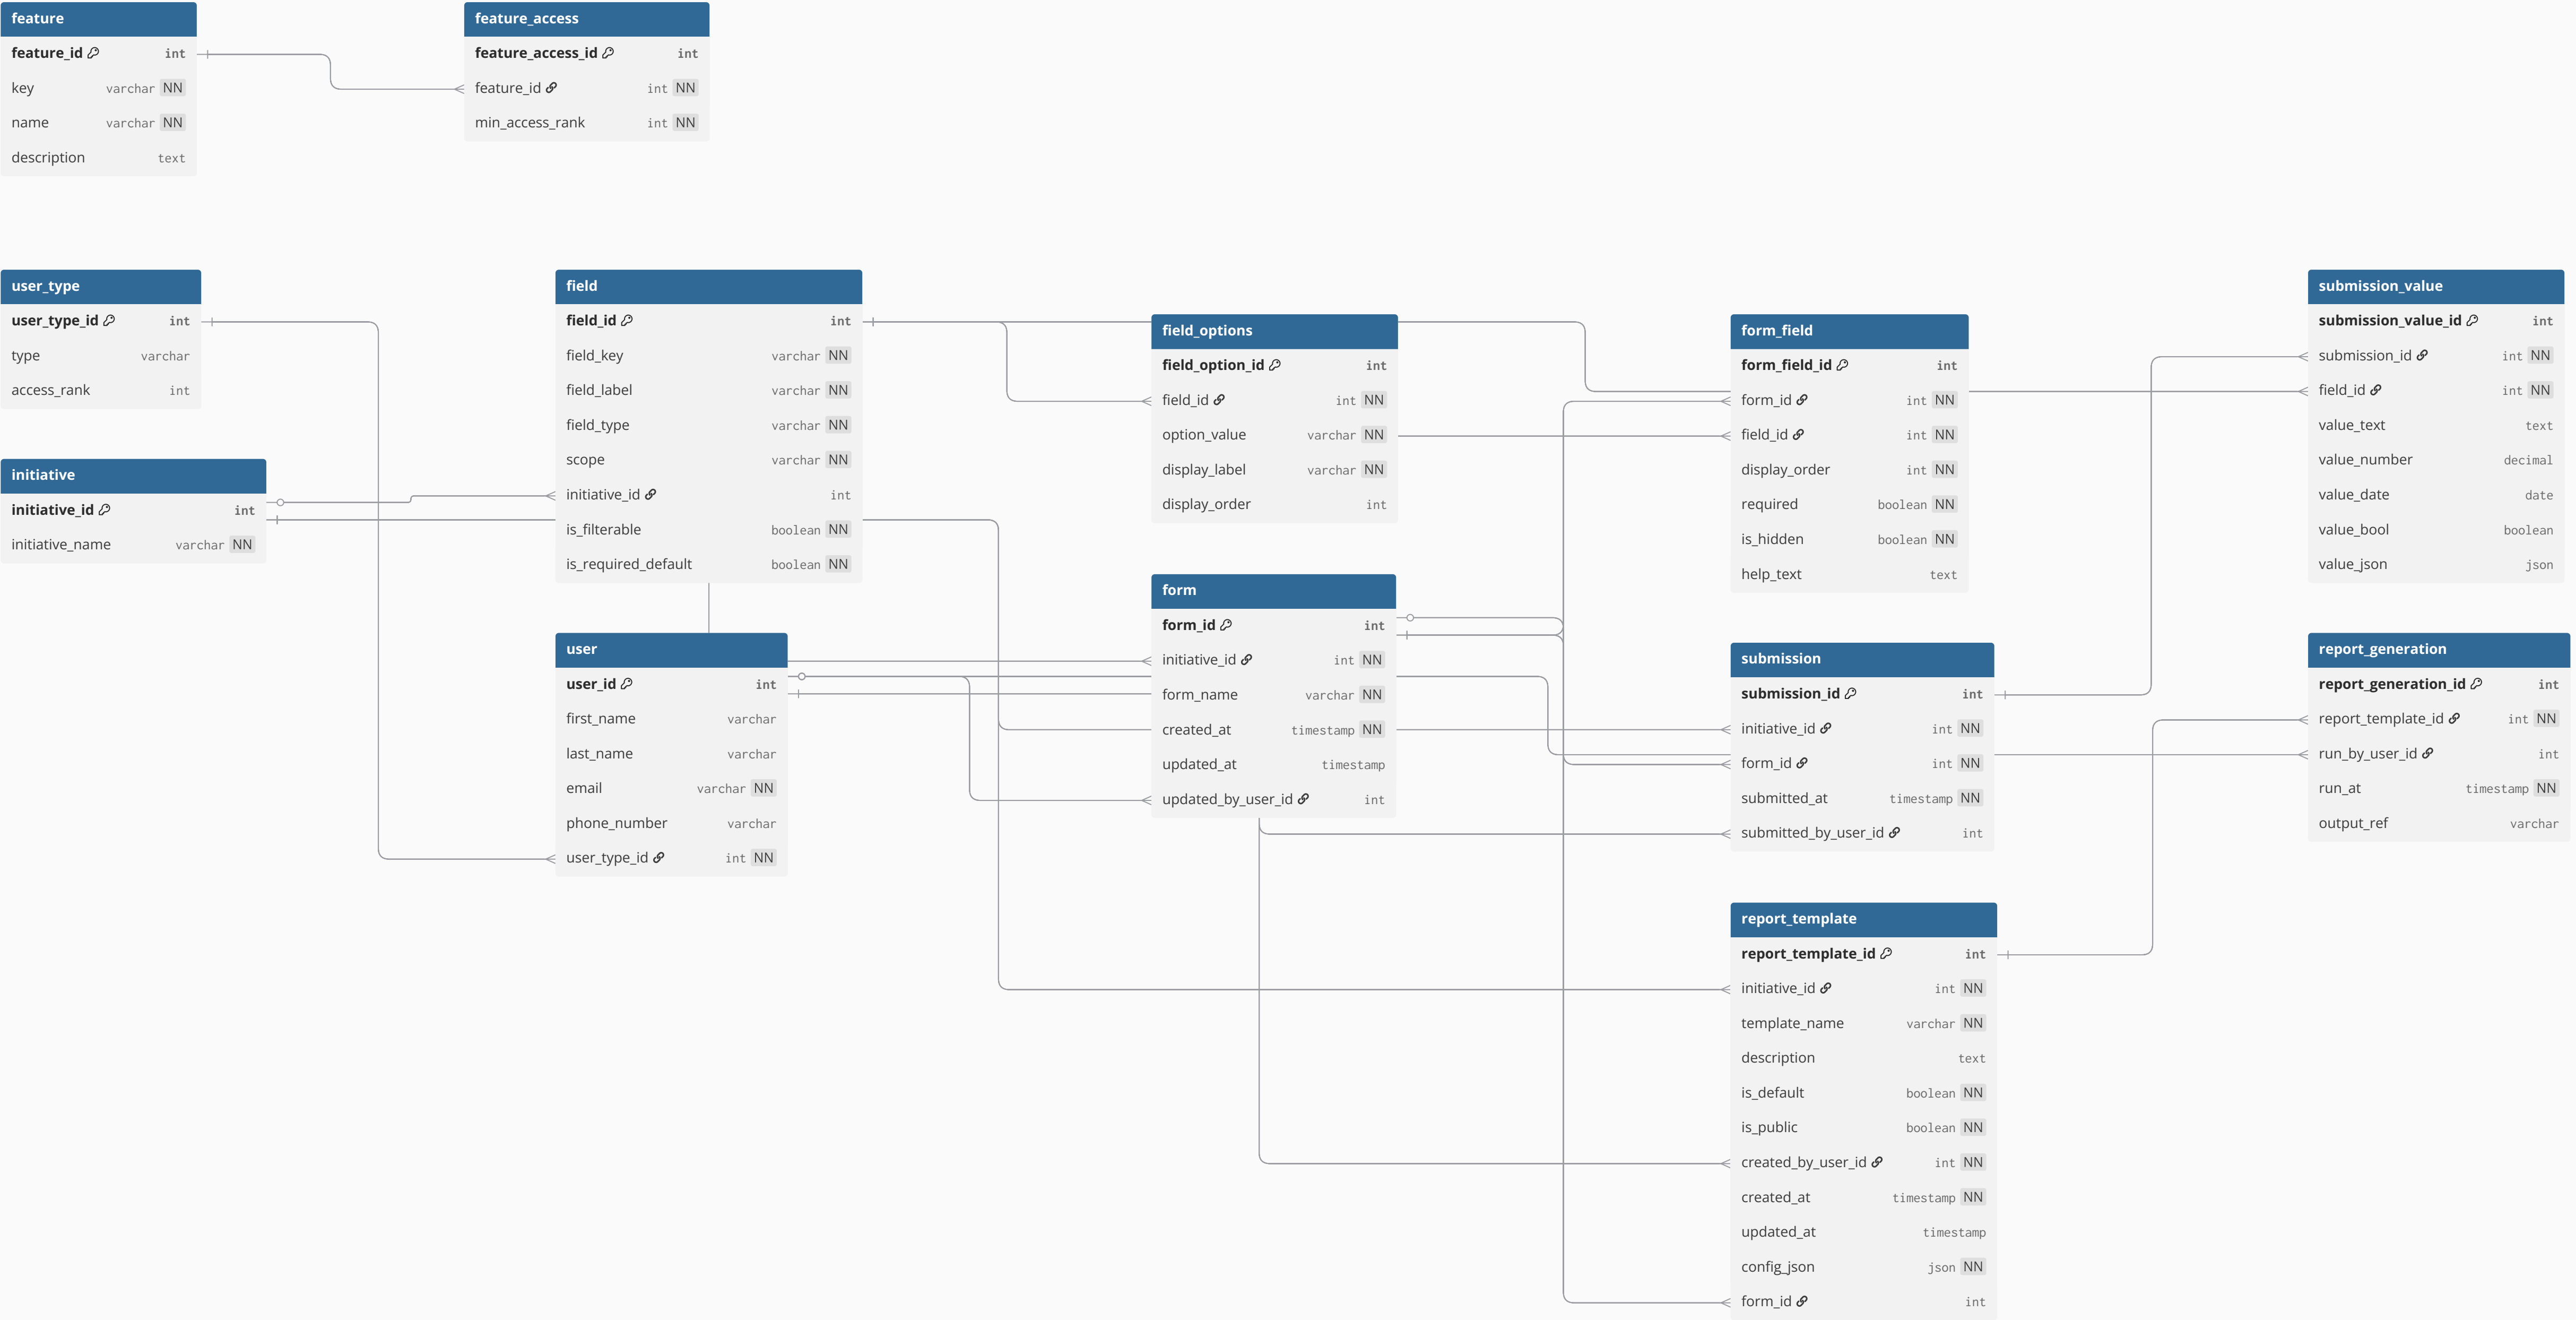 feature
feature_id int
key varchar NN
name varchar NN
description text
feature_access
feature_access_id int
feature_id int NN
min_access_rank int NN
user_type
user_type_id int
type varchar
access_rank int
initiative
initiative_id int
initiative_name varchar NN
field
field_id int
field_key varchar NN
field_label varchar NN
field_type varchar NN
scope varchar NN
initiative_id int
is_filterable boolean NN
is_required_default boolean NN
user
user_id int
first_name varchar
last_name varchar
email varchar NN
phone_number varchar
user_type_id int NN
field_options
field_option_id int
field_id int NN
option_value varchar NN
display_label varchar NN
display_order int
form
form_id int
initiative_id int NN
form_name varchar NN
created_at timestamp NN
updated_at timestamp
updated_by_user_id int
form_field
form_field_id int
form_id int NN
field_id int NN
display_order int NN
required boolean NN
is_hidden boolean NN
help_text text
submission
submission_id int
initiative_id int NN
form_id int NN
submitted_at timestamp NN
submitted_by_user_id int
report_template
report_template_id int
initiative_id int NN
template_name varchar NN
description text
is_default boolean NN
is_public boolean NN
created_by_user_id int NN
created_at timestamp NN
updated_at timestamp
config_json json NN
form_id int
submission_value
submission_value_id int
submission_id int NN
field_id int NN
value_text text
value_number decimal
value_date date
value_bool boolean
value_json json
report_generation
report_generation_id int
report_template_id int NN
run_by_user_id int
run_at timestamp NN
output_ref varchar